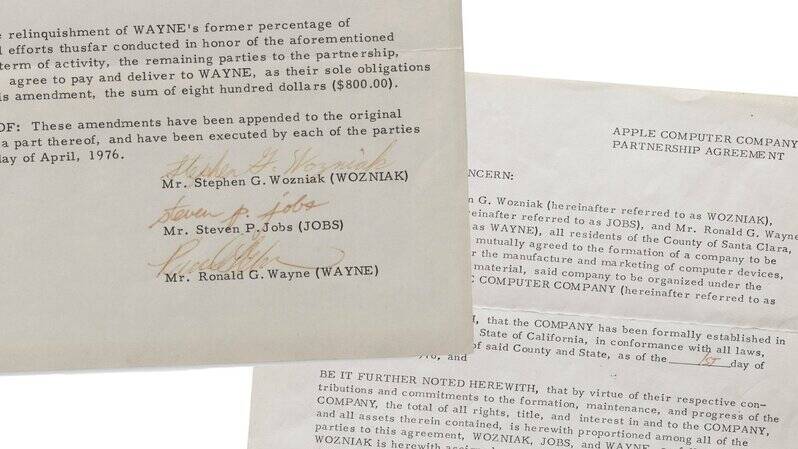 relinquishment of WAYNE's former percentage of
efforts thusfar conducted in honor of the aforementioned
term of activity, the remaining parties to the partnership,
agree to pay and deliver to WAYNE, as their sole obligations
amendment, the sum of eight hundred dollars ($800.00).
OF: These amendments have been appended to the original
a part thereof, and have been executed by each of the parties
day of April, 1976.
Stephen G Wozniak
Mr. Stephen G. Wozniak (WOZNIAK)
steven p. jobs
Mr. Steven P. Jobs (JOBS)
Mr. Ronald G. Wayne (WAYNE)
APPLE COMPUTER COMPANY
PARTNERSHIP AGREEMENT
CONCERN:
G. Wozniak (hereinafter referred to as WOZNIAK),
referred to as JOBS), and Mr. Ronald G. Wayne
as WAYNE), all residents of the County of Santa Clara,
mutually agreed to the formation of a company to be
the manufacture and marketing of computer devices,
material, said company to be organized under the
COMPUTER COMPANY (hereinafter referred to as
that the COMPANY has been formally established in
State of California, in conformance with all laws,
of said County and State, as of the day of
and
BE IT FURTHER NOTED HEREWITH, that by virtue of their respective con-
tributions and commitments to the formation, maintenance, and progress of the
COMPANY, the total of all rights, title, and interest in and to the COMPANY,
and all assets therein contained, is herewith proportioned among all of the
parties to this agreement, WOZNIAK, JOBS, and WAYNE
WOZNIAK is herewith